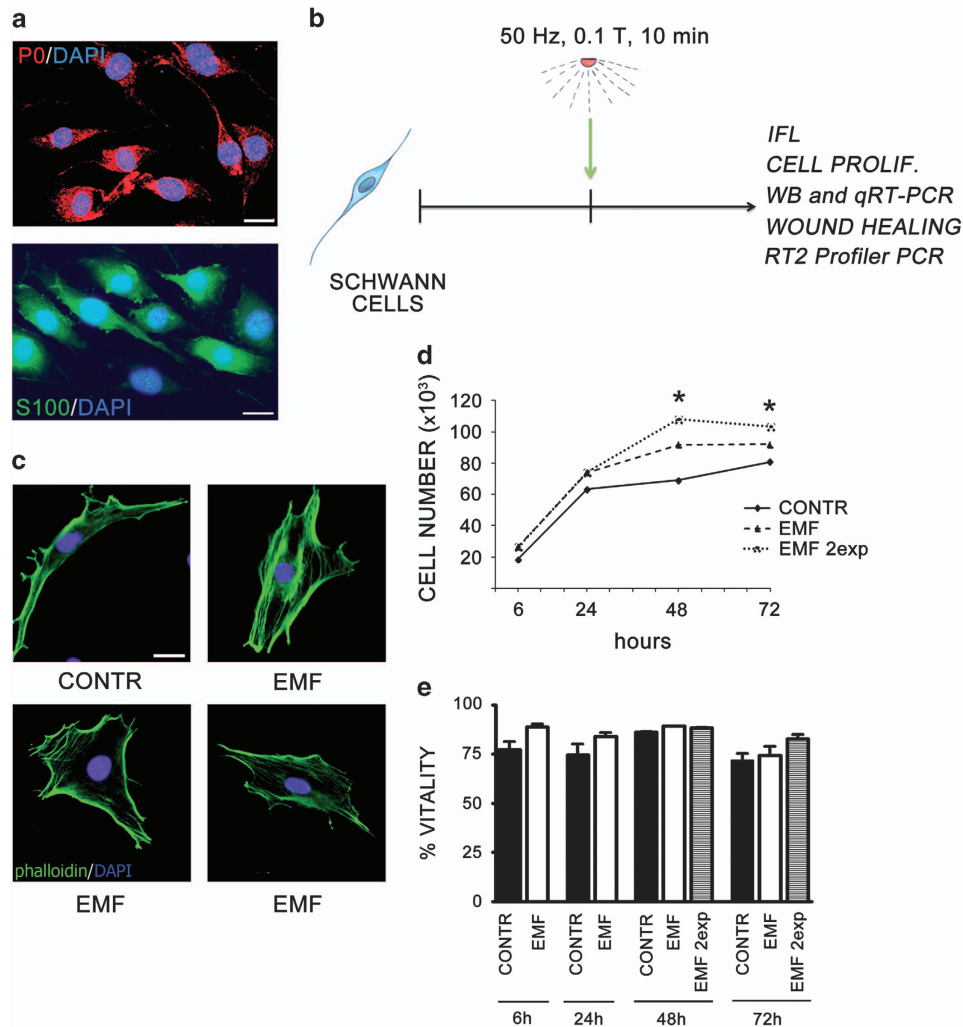 a
P0/DAPI
S100/DAPI
b
50 Hz, 0.1 T, 10 min
SCHWANN
CELLS
IFL
CELL PROLIF.
WB and qRT-PCR
WOUND HEALING
RT2 Profiler PCR
c
CONTR
EMF
phalloidin/DAPI
EMF
EMF
d
CELL NUMBER (x10³)
120
100
80
60
40
20
* *
CONTR
EMF
EMF 2exp
6 24 48 72
hours
e
% VITALITY
100
75
50
25
0
CONTR
EMF
CONTR
EMF
CONTR
EMF
EMF 2exp
CONTR
EMF
EMF 2exp
6h 24h 48h 72h